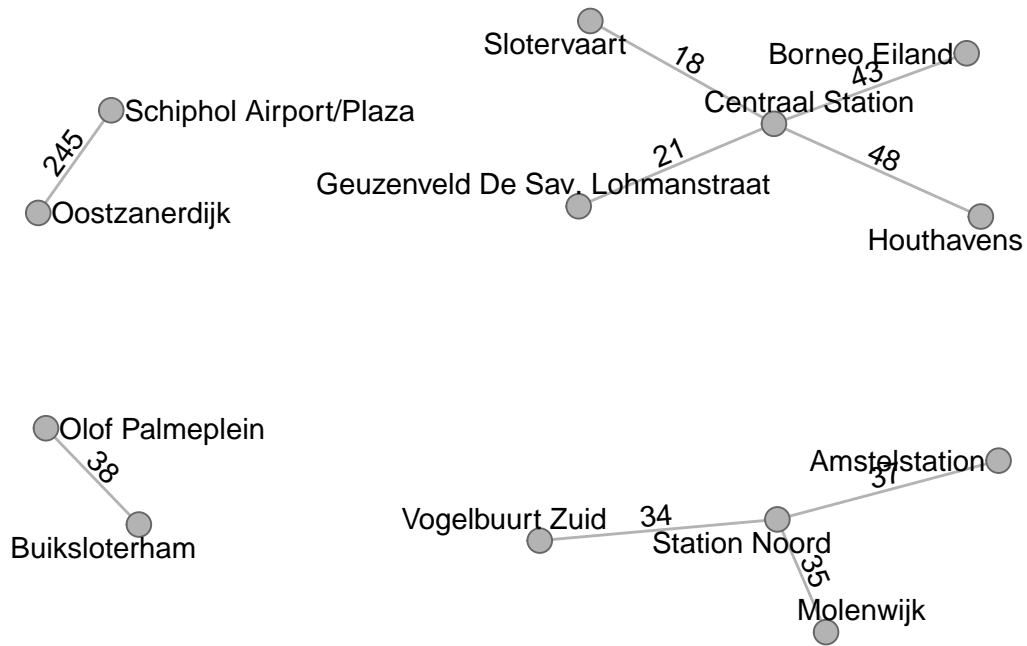 Slotervaart
18
Borneo Eiland
43
Centraal Station
Schiphol Airport/Plaza
245
21
48
Geuzenveld De Sav. Lohmanstraat
Oostzanerdijk
Houthavens
Olof Palmeplein
38
Amstelstation
37
Vogelbuurt Zuid
34
Station Noord
Buiksloterham
35
Molenwijk